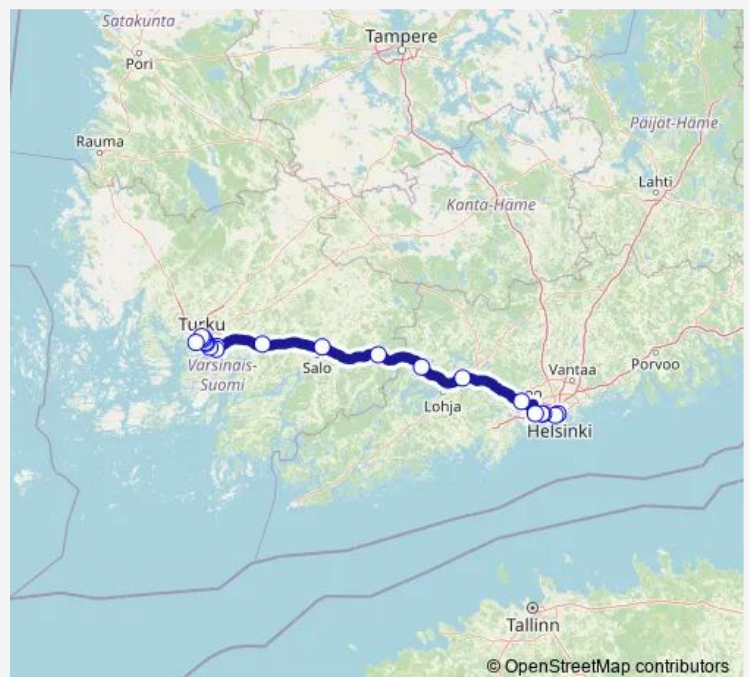 Satakunta
Pori
Tampere
Rauma
Päijät-Häme
Lahti
Kanta-Häme
Turku
Varsinais-
Suomi
Salo
Vantaa
Porvoo
Lohja
Helsinki
Tallinn
© OpenStreetMap contributors